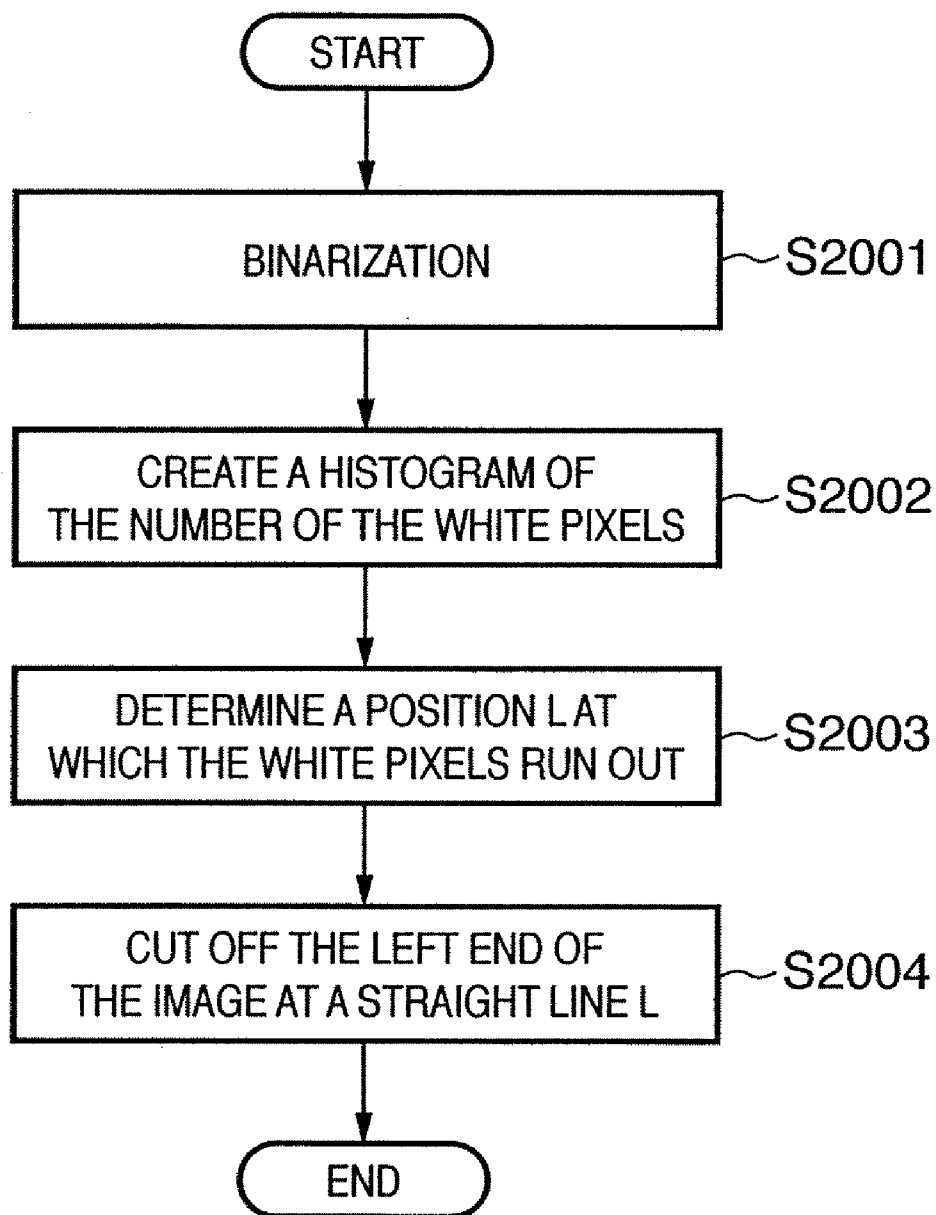 START
BINARIZATION
S2001
CREATE A HISTOGRAM OF
THE NUMBER OF THE WHITE PIXELS
S2002
DETERMINE A POSITION L AT
WHICH THE WHITE PIXELS RUN OUT
S2003
CUT OFF THE LEFT END OF
THE IMAGE AT A STRAIGHT LINE L
S2004
END